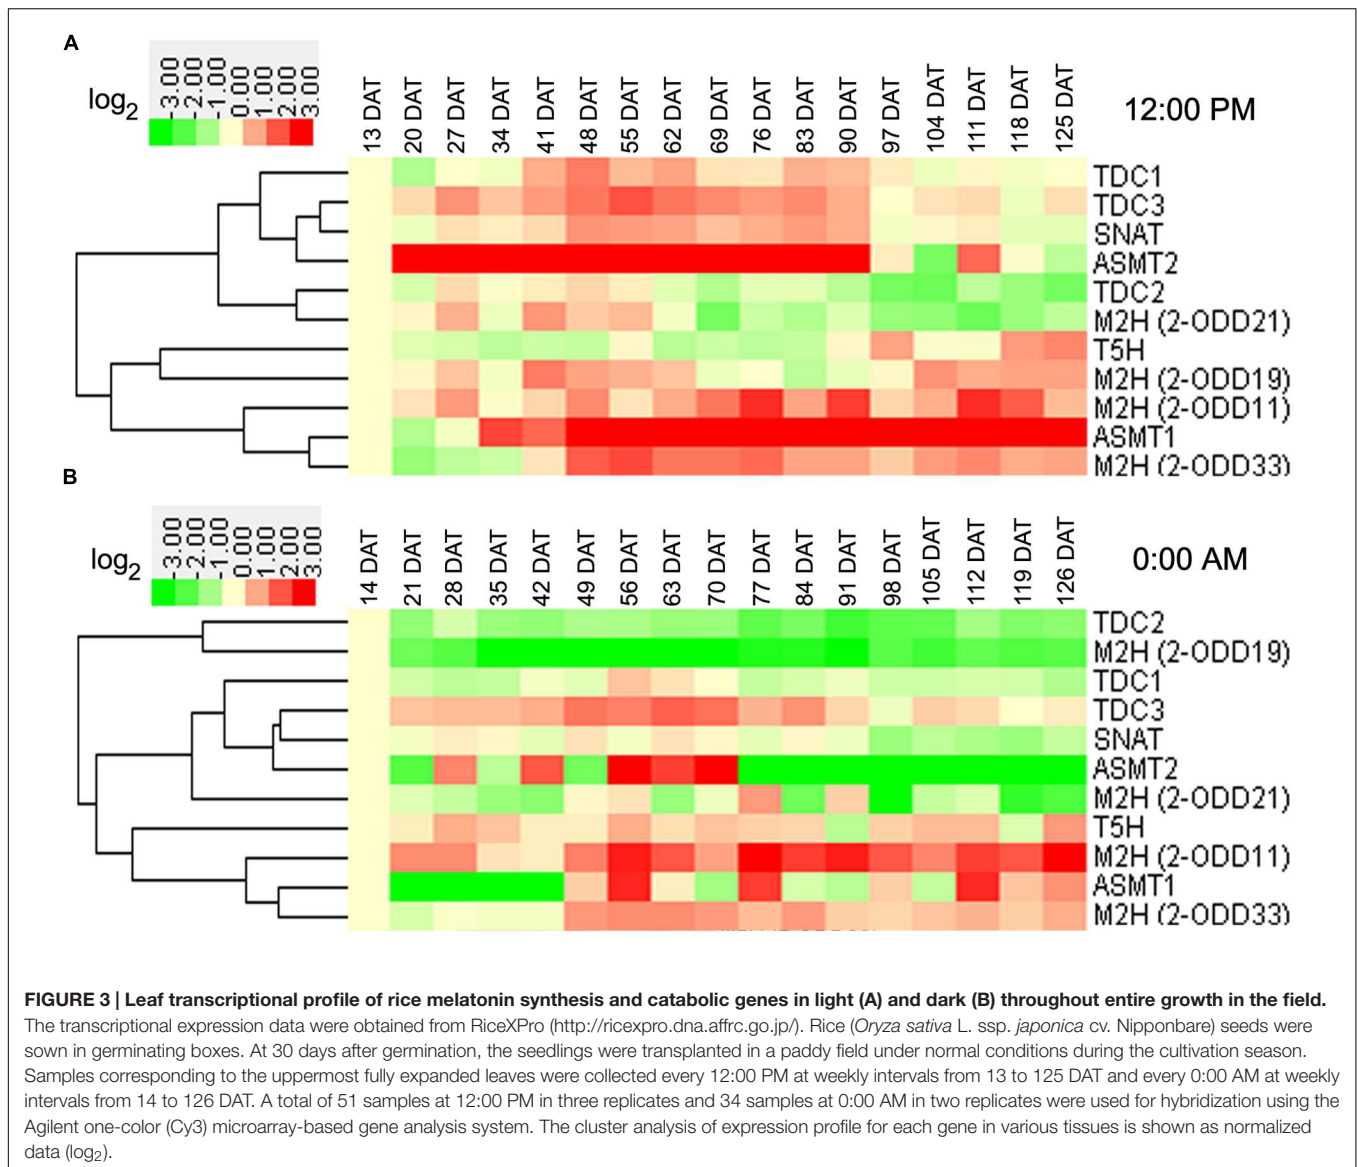 A
log2
-3.00
-2.00
-1.00
0.00
1.00
2.00
3.00
13 DAT
20 DAT
27 DAT
34 DAT
41 DAT
48 DAT
55 DAT
62 DAT
69 DAT
76 DAT
83 DAT
90 DAT
97 DAT
104 DAT
111 DAT
118 DAT
125 DAT
12:00 PM
TDC1
TDC3
SNAT
ASMT2
TDC2
M2H (2-ODD21)
T5H
M2H (2-ODD19)
M2H (2-ODD11)
ASMT1
M2H (2-ODD33)
B
log2
-3.00
-2.00
-1.00
0.00
1.00
2.00
3.00
14 DAT
21 DAT
28 DAT
35 DAT
42 DAT
49 DAT
56 DAT
63 DAT
70 DAT
77 DAT
84 DAT
91 DAT
98 DAT
105 DAT
112 DAT
119 DAT
126 DAT
0:00 AM
TDC2
M2H (2-ODD19)
TDC1
TDC3
SNAT
ASMT2
M2H (2-ODD21)
T5H
M2H (2-ODD11)
ASMT1
M2H (2-ODD33)
FIGURE 3 | Leaf transcriptional profile of rice melatonin synthesis and catabolic genes in light (A) and dark (B) throughout entire growth in the field.
The transcriptional expression data were obtained from RiceXPro (http://ricexpro.dna.affrc.go.jp/). Rice (Oryza sativa L. ssp. japonica cv. Nipponbare) seeds were
sown in germinating boxes. At 30 days after germination, the seedlings were transplanted in a paddy field under normal conditions during the cultivation season.
Samples corresponding to the uppermost fully expanded leaves were collected every 12:00 PM at weekly intervals from 13 to 125 DAT and every 0:00 AM at weekly
intervals from 14 to 126 DAT. A total of 51 samples at 12:00 PM in three replicates and 34 samples at 0:00 AM in two replicates were used for hybridization using the
Agilent one-color (Cy3) microarray-based gene analysis system. The cluster analysis of expression profile for each gene in various tissues is shown as normalized
data (log2).